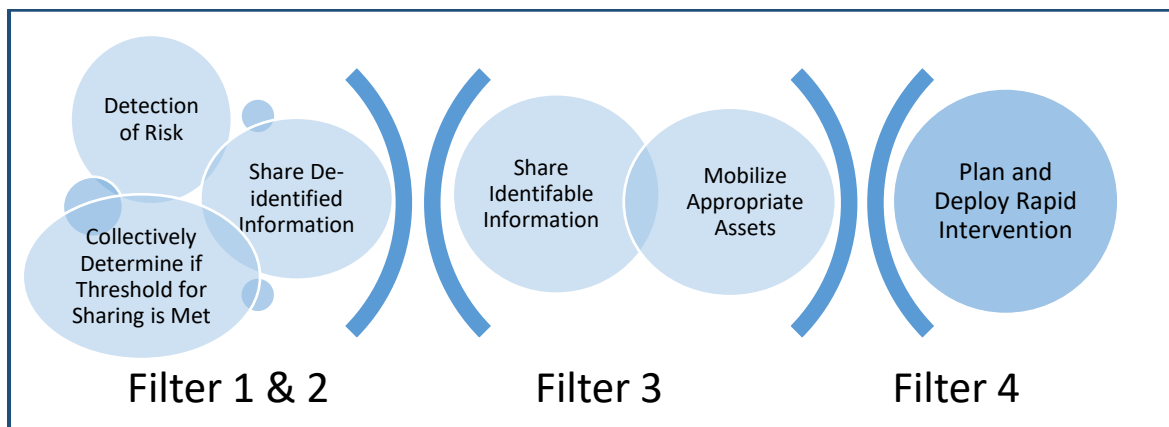 Detection
of Risk
Share De-
identified
Information
Collectively
Determine if
Threshold for
Sharing is Met
Share
Identifable
Information
Mobilize
Appropriate
Assets
Plan and
Deploy Rapid
Intervention
Filter 1 & 2
Filter 3
Filter 4